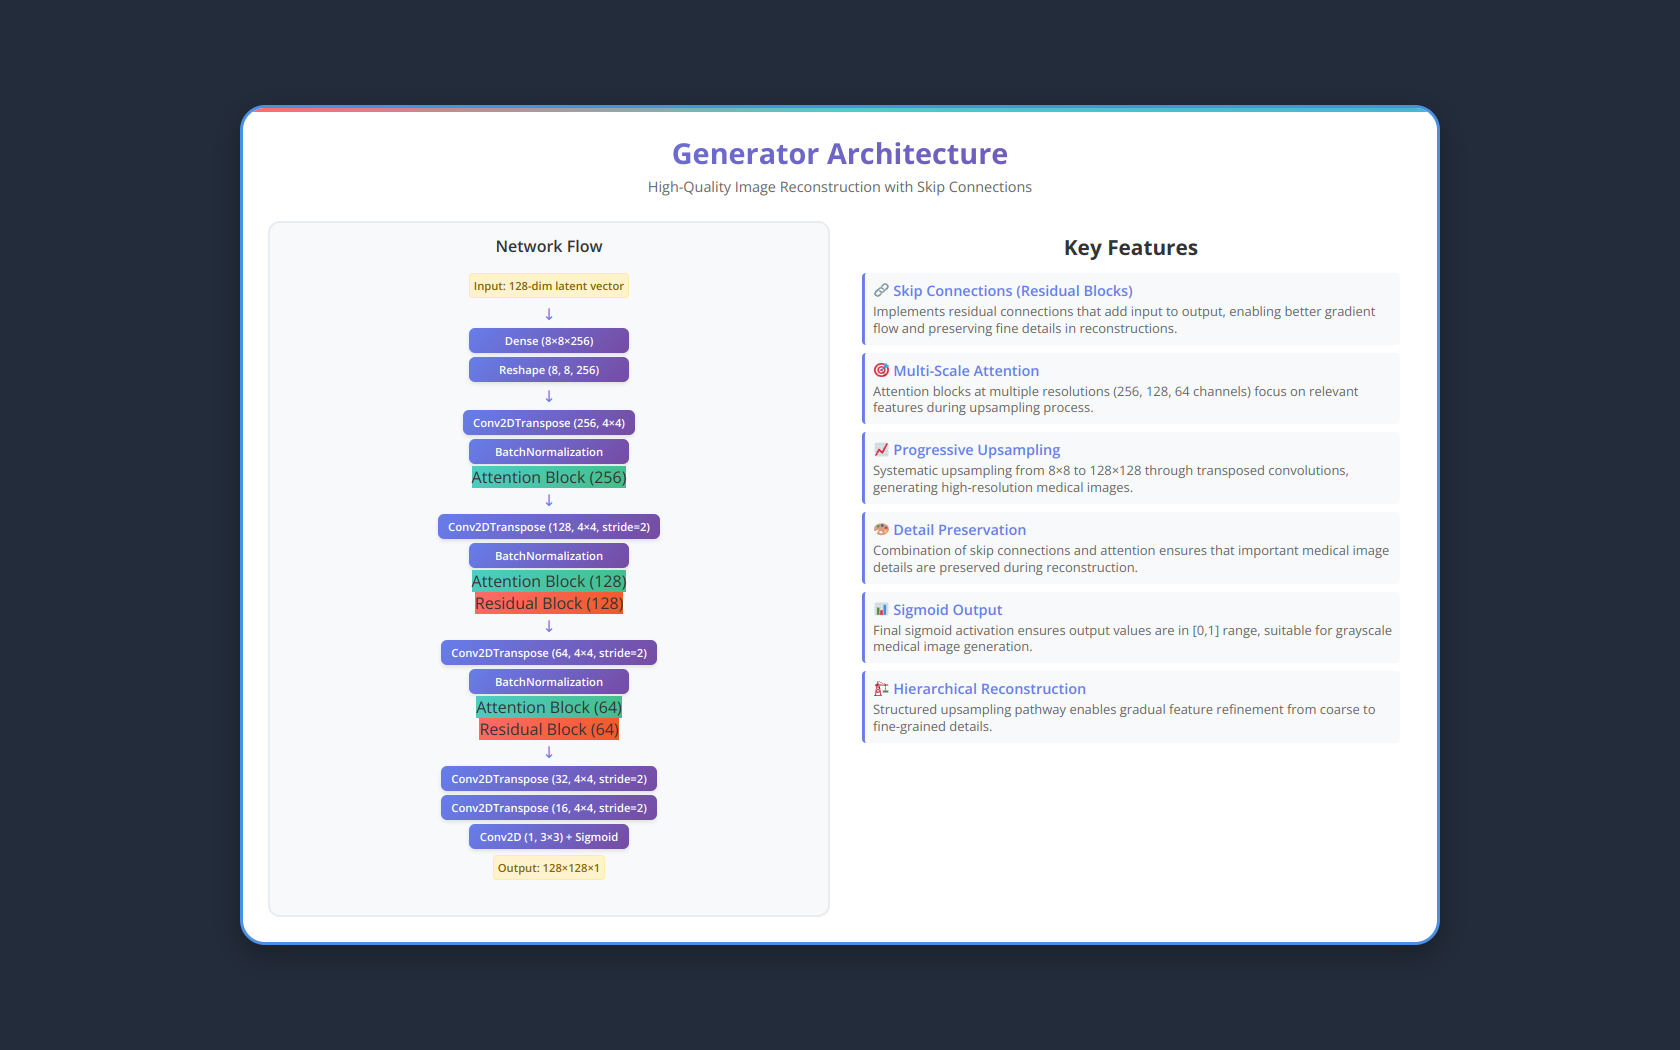 Generator Architecture
High-Quality Image Reconstruction with Skip Connections
Network Flow
Input: 128-dim latent vector
↓
Dense (8×8×256)
Reshape (8, 8, 256)
↓
Conv2DTranspose (256, 4×4)
BatchNormalization
Attention Block (256)
↓
Conv2DTranspose (128, 4×4, stride=2)
BatchNormalization
Attention Block (128)
Residual Block (128)
↓
Conv2DTranspose (64, 4×4, stride=2)
BatchNormalization
Attention Block (64)
Residual Block (64)
↓
Conv2DTranspose (32, 4×4, stride=2)
Conv2DTranspose (16, 4×4, stride=2)
Conv2D (1, 3×3) + Sigmoid
Output: 128×128×1
Key Features
🔗 Skip Connections (Residual Blocks)
Implements residual connections that add input to output, enabling better gradient
flow and preserving fine details in reconstructions.
🎯 Multi-Scale Attention
Attention blocks at multiple resolutions (256, 128, 64 channels) focus on relevant
features during upsampling process.
📈 Progressive Upsampling
Systematic upsampling from 8×8 to 128×128 through transposed convolutions,
generating high-resolution medical images.
🎨 Detail Preservation
Combination of skip connections and attention ensures that important medical image
details are preserved during reconstruction.
📊 Sigmoid Output
Final sigmoid activation ensures output values are in [0,1] range, suitable for grayscale
medical image generation.
🏗️ Hierarchical Reconstruction
Structured upsampling pathway enables gradual feature refinement from coarse to
fine-grained details.